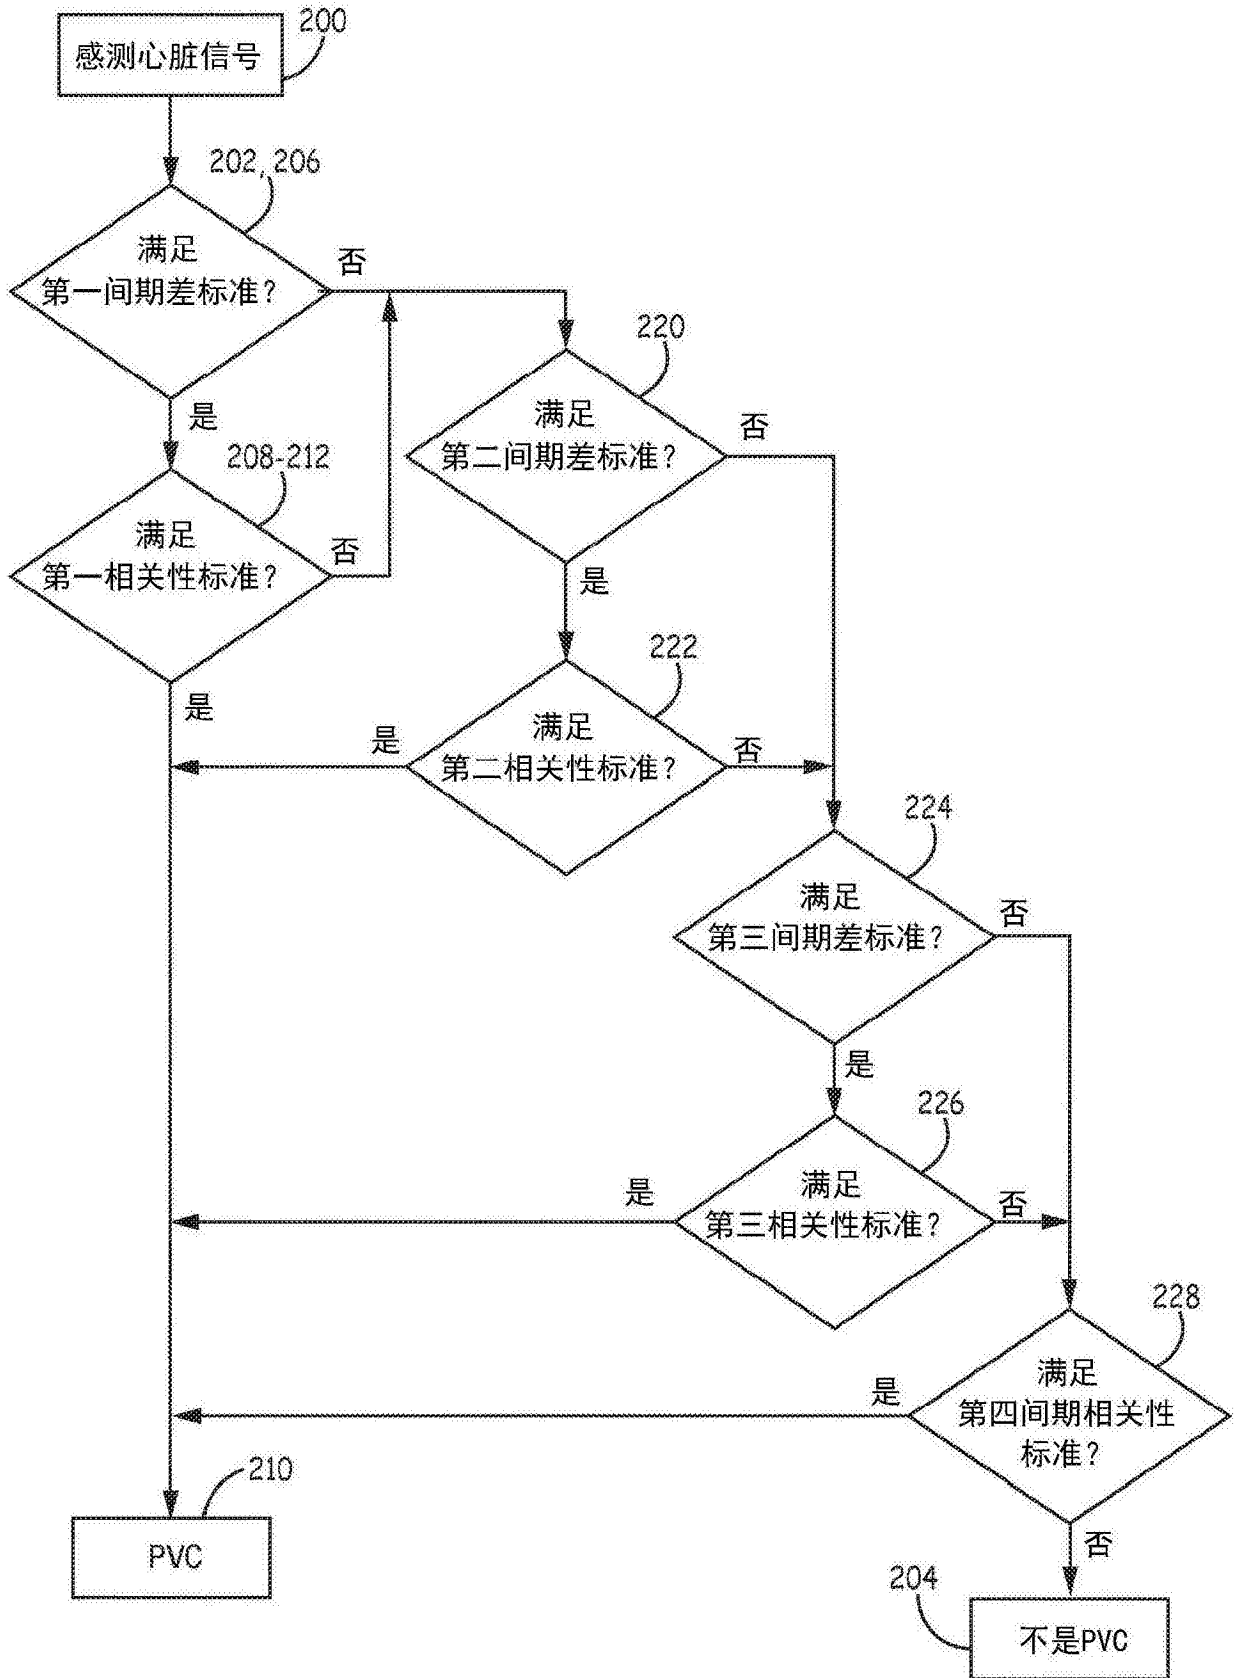 200
感测心脏信号
202, 206
满足
第一间期差标准?
否
是
220
满足
第二间期差标准?
否
是
208-212
满足
第一相关性标准?
否
是
222
满足
第二相关性标准?
是
否
224
满足
第三间期差标准?
否
是
226
满足
第三相关性标准?
是
否
228
满足
第四间期相关性
标准?
是
否
210
PVC
204
不是PVC